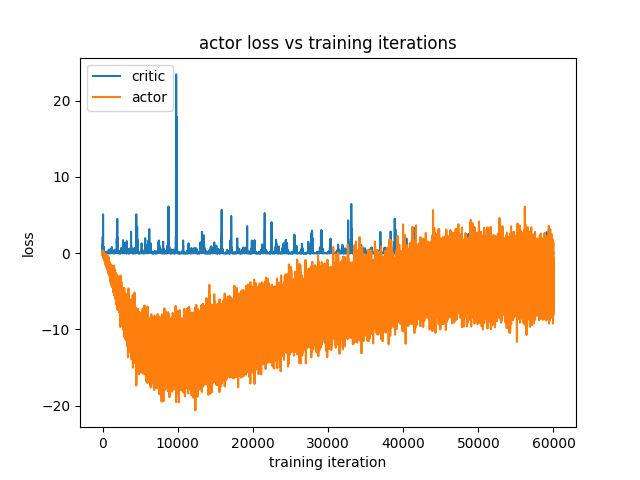 actor loss vs training iterations
critic
actor
loss
20
10
0
−10
−20
0
10000
20000
30000
40000
50000
60000
training iteration